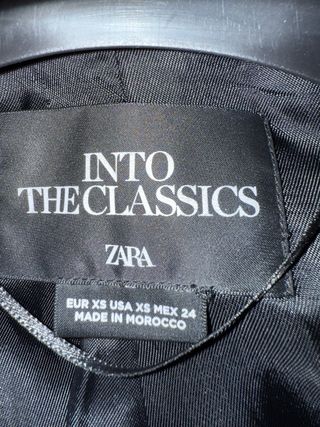 INTO
THE CLASSICS
ZARA
EUR XS USA XS MEX 24
MADE IN MOROCCO